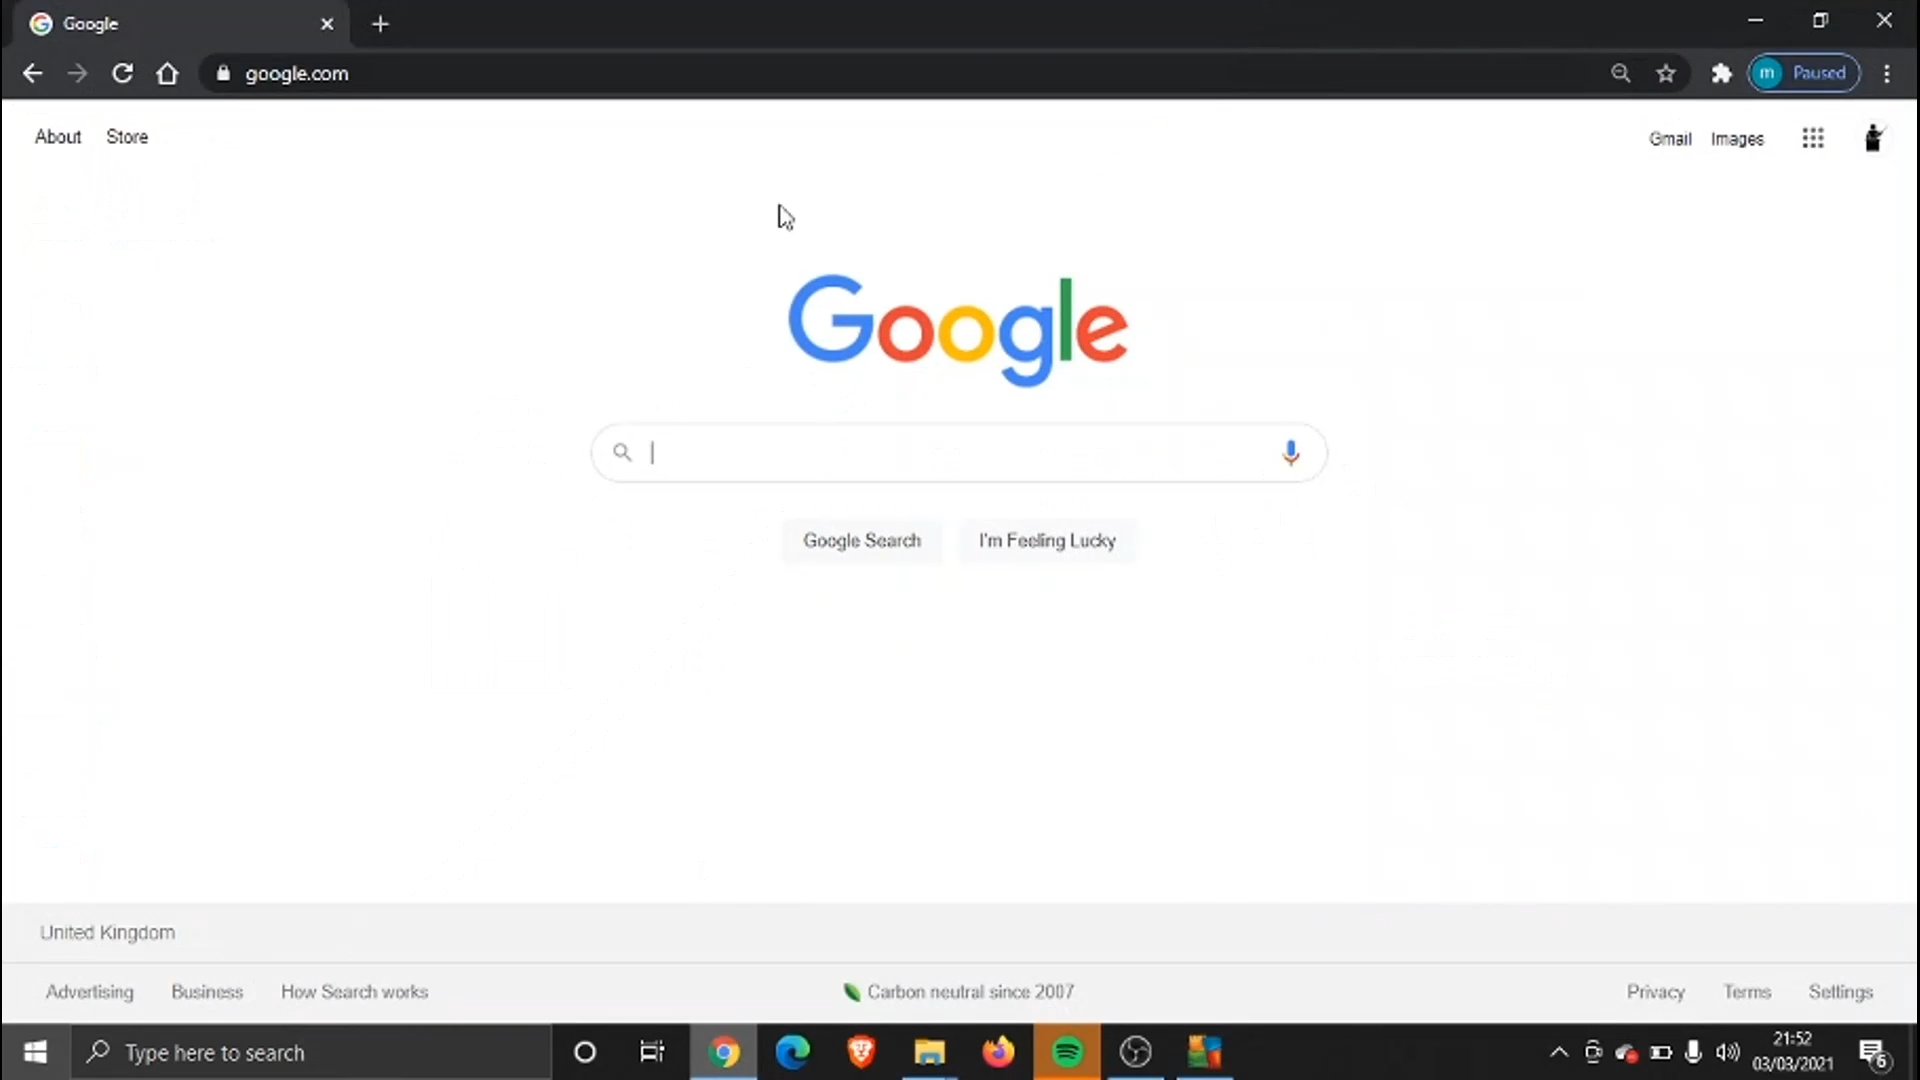 Google
google.com
m Paused
About Store
Gmail Images
Google
Google Search I'm Feeling Lucky
United Kingdom
Advertising Business How Search works
Carbon neutral since 2007
Privacy Terms Settings
Type here to search
21:52
03/03/2021
6